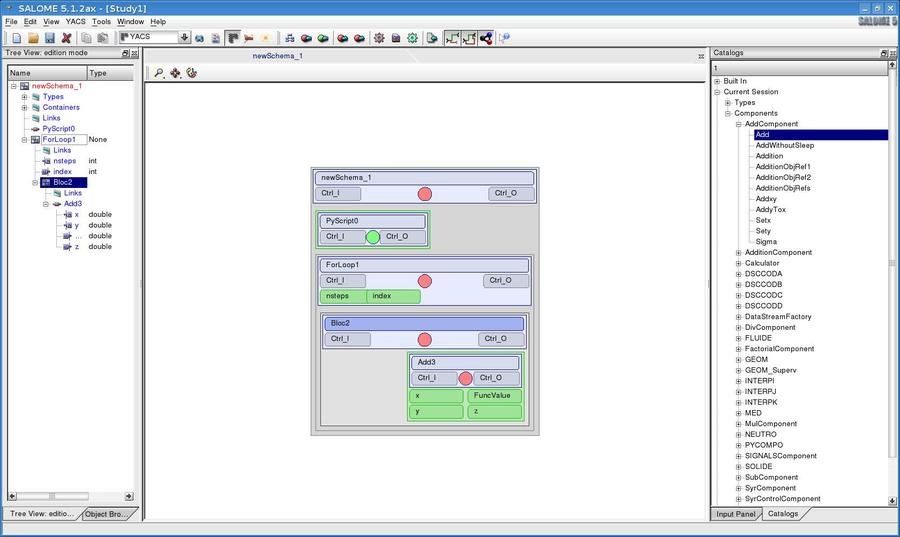 SALOME 5.1.2ax - [Study1]
File Edit View YACS Tools Window Help
SALOME 5
YACS
Tree View: edition mode
Name Type
newSchema_1
Types
Containers
Links
PyScript0
ForLoop1 None
Links
nsteps int
index int
Bloc2
Links
Add3
x double
y double
... double
z double
Tree View: editio... Object Bro...
newSchema_1
newSchema_1
Ctrl_I Ctrl_O
PyScript0
Ctrl_I Ctrl_O
ForLoop1
Ctrl_I Ctrl_O
nsteps index
Bloc2
Ctrl_I Ctrl_O
Add3
Ctrl_I Ctrl_O
x FuncValue
y z
Catalogs
1
Built In
Current Session
Types
Components
AddComponent
Add
AddWithoutSleep
Addition
AdditionObjRef1
AdditionObjRef2
AdditionObjRefs
Addxy
AddyTox
Setx
Sety
Sigma
AdditionComponent
Calculator
DSCCODA
DSCCODB
DSCCODC
DSCCODD
DataStreamFactory
DivComponent
FLUIDE
FactorialComponent
GEOM
GEOM_Superv
INTERPI
INTERPJ
INTERPK
MED
MulComponent
NEUTRO
PYCOMPO
SIGNALSComponent
SOLIDE
SubComponent
SyrComponent
SyrControlComponent
Input Panel Catalogs